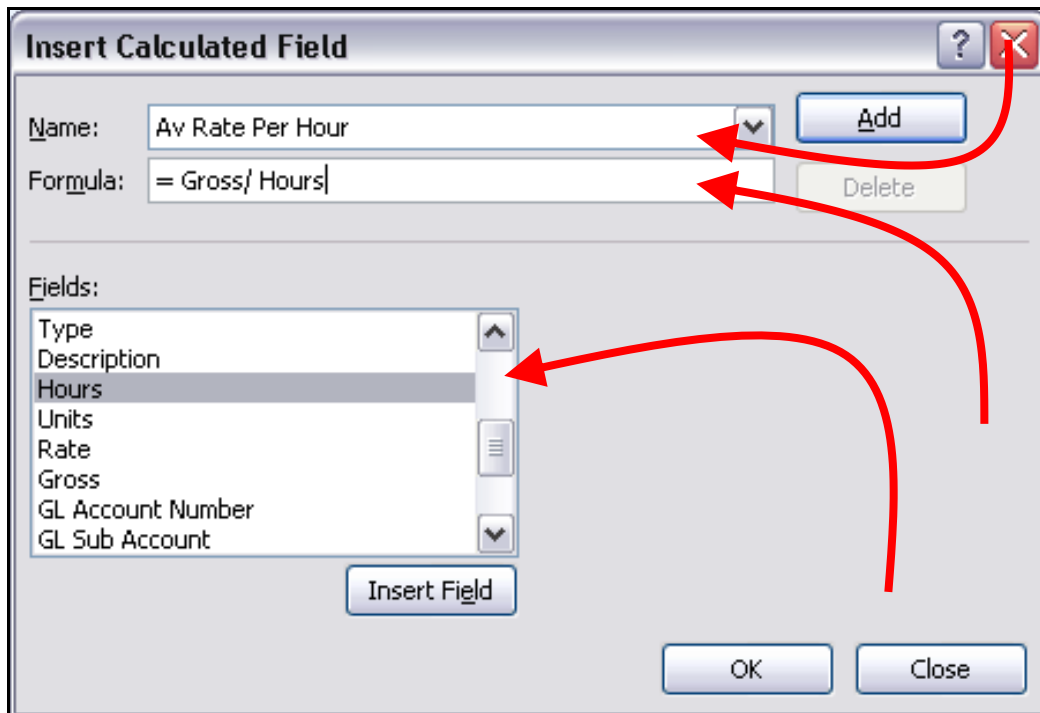 Insert Calculated Field
?
Name: Av Rate Per Hour Add
Formula: = Gross/ Hours Delete
Fields:
Type
Description
Hours
Units
Rate
Gross
GL Account Number
GL Sub Account
Insert Field
OK Close